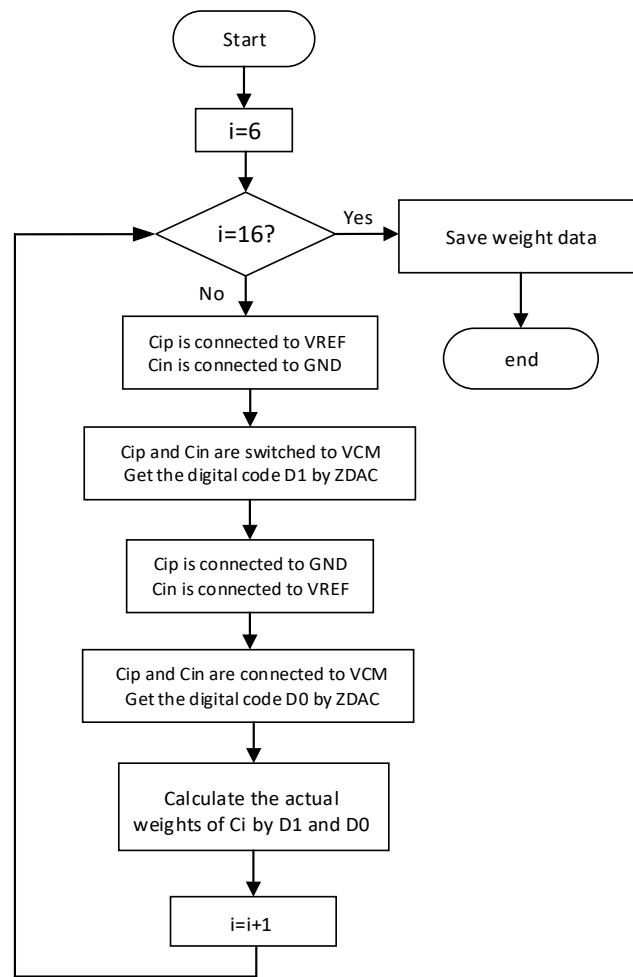 Start
i=6
i=16?
Yes
Save weight data
end
No
Cip is connected to VREF
Cin is connected to GND
Cip and Cin are switched to VCM
Get the digital code D1 by ZDAC
Cip is connected to GND
Cin is connected to VREF
Cip and Cin are connected to VCM
Get the digital code D0 by ZDAC
Calculate the actual
weights of Ci by D1 and D0
i=i+1